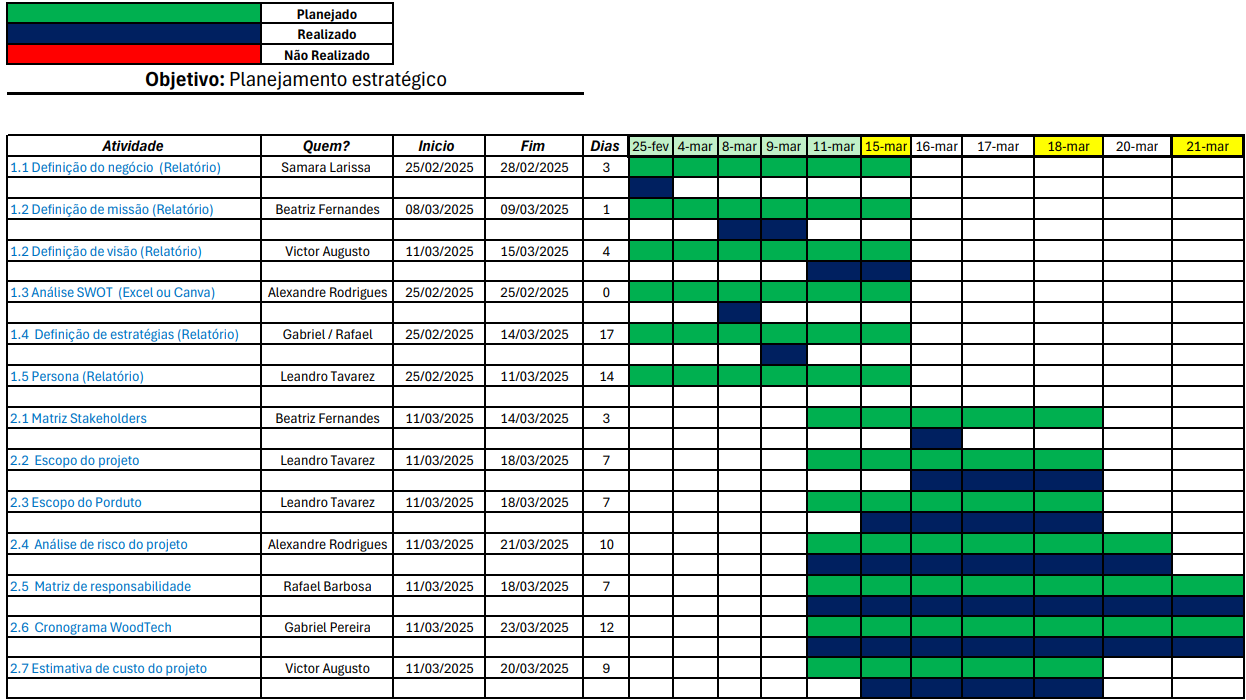 Planejado
Realizado
Não Realizado
Objetivo: Planejamento estratégico
Atividade Quem? Inicio Fim Dias 25-fev 4-mar 8-mar 9-mar 11-mar 15-mar 16-mar 17-mar 18-mar 20-mar 21-mar
1.1 Definição do negócio (Relatório) Samara Larissa 25/02/2025 28/02/2025 3
1.2 Definição de missão (Relatório) Beatriz Fernandes 08/03/2025 09/03/2025 1
1.2 Definição de visão (Relatório) Victor Augusto 11/03/2025 15/03/2025 4
1.3 Análise SWOT (Excel ou Canva) Alexandre Rodrigues 25/02/2025 25/02/2025 0
1.4 Definição de estratégias (Relatório) Gabriel / Rafael 25/02/2025 14/03/2025 17
1.5 Persona (Relatório) Leandro Tavarez 25/02/2025 11/03/2025 14
2.1 Matriz Stakeholders Beatriz Fernandes 11/03/2025 14/03/2025 3
2.2 Escopo do projeto Leandro Tavarez 11/03/2025 18/03/2025 7
2.3 Escopo do Porduto Leandro Tavarez 11/03/2025 18/03/2025 7
2.4 Análise de risco do projeto Alexandre Rodrigues 11/03/2025 21/03/2025 10
2.5 Matriz de responsabilidade Rafael Barbosa 11/03/2025 18/03/2025 7
2.6 Cronograma WoodTech Gabriel Pereira 11/03/2025 23/03/2025 12
2.7 Estimativa de custo do projeto Victor Augusto 11/03/2025 20/03/2025 9